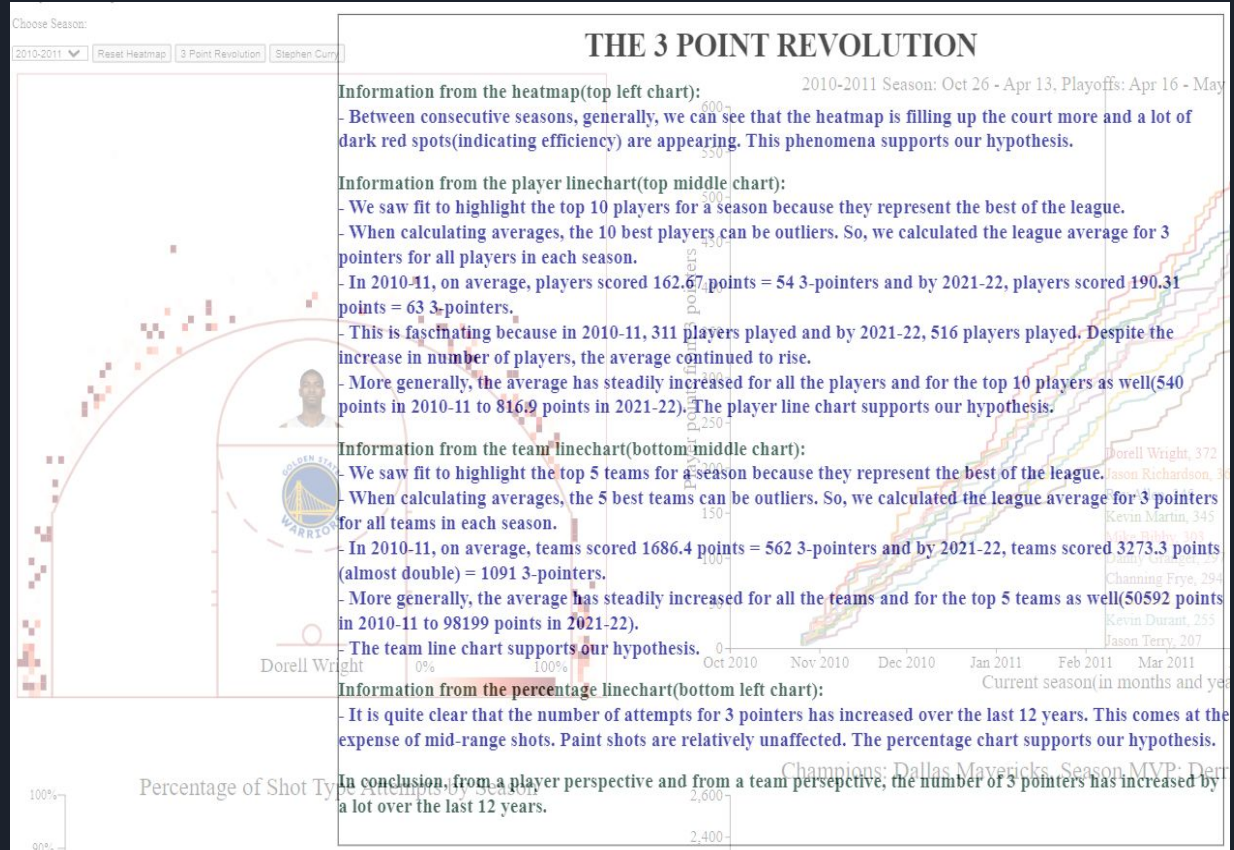 Choose Season:
2010-2011
Reset Heatmap
3 Point Revolution
Stephen Curry
THE 3 POINT REVOLUTION
2010-2011 Season: Oct 26 - Apr 13, Playoffs: Apr 16 - May
Information from the heatmap(top left chart):
- Between consecutive seasons, generally, we can see that the heatmap is filling up the court more and a lot of
dark red spots(indicating efficiency) are appearing. This phenomena supports our hypothesis.
Information from the player linechart(top middle chart):
- We saw fit to highlight the top 10 players for a season because they represent the best of the league.
- When calculating averages, the 10 best players can be outliers. So, we calculated the league average for 3
pointers for all players in each season.
- In 2010-11, on average, players scored 162.67 points = 54 3-pointers and by 2021-22, players scored 190.31
points = 63 3-pointers.
- This is fascinating because in 2010-11, 311 players played and by 2021-22, 516 players played. Despite the
increase in number of players, the average continued to rise.
- More generally, the average has steadily increased for all the players and for the top 10 players as well(540
points in 2010-11 to 816.9 points in 2021-22). The player line chart supports our hypothesis.
Information from the team linechart(bottom middle chart):
- We saw fit to highlight the top 5 teams for a season because they represent the best of the league.
- When calculating averages, the 5 best teams can be outliers. So, we calculated the league average for 3 pointers
for all teams in each season.
- In 2010-11, on average, teams scored 1686.4 points = 562 3-pointers and by 2021-22, teams scored 3273.3 points
(almost double) = 1091 3-pointers.
- More generally, the average has steadily increased for all the teams and for the top 5 teams as well(50592 points
in 2010-11 to 98199 points in 2021-22).
- The team line chart supports our hypothesis.
Information from the percentage linechart(bottom left chart):
- It is quite clear that the number of attempts for 3 pointers has increased over the last 12 years. This comes at the
expense of mid-range shots. Paint shots are relatively unaffected. The percentage chart supports our hypothesis.
In conclusion, from a player perspective and from a team persepctive, the number of 3 pointers has increased by
a lot over the last 12 years.
600
550
500
450
300
250
150
100
50
0
Oct 2010
Nov 2010
Dec 2010
Jan 2011
Feb 2011
Mar 2011
Current season(in months and yea
Dorell Wright, 372
Jason Richardson,
Kevin Martin, 345
Mike Bibby, 305
Danny Granger,
Channing Frye, 294
Kevin Durant, 255
Jason Terry, 207
GOLDEN STATE
WARRIORS
Dorell Wright
0%
100%
Percentage of Shot Type Attempts by Season
100%
90%
Champions: Dallas Mavericks, Season MVP: Derr
2,600
2,400